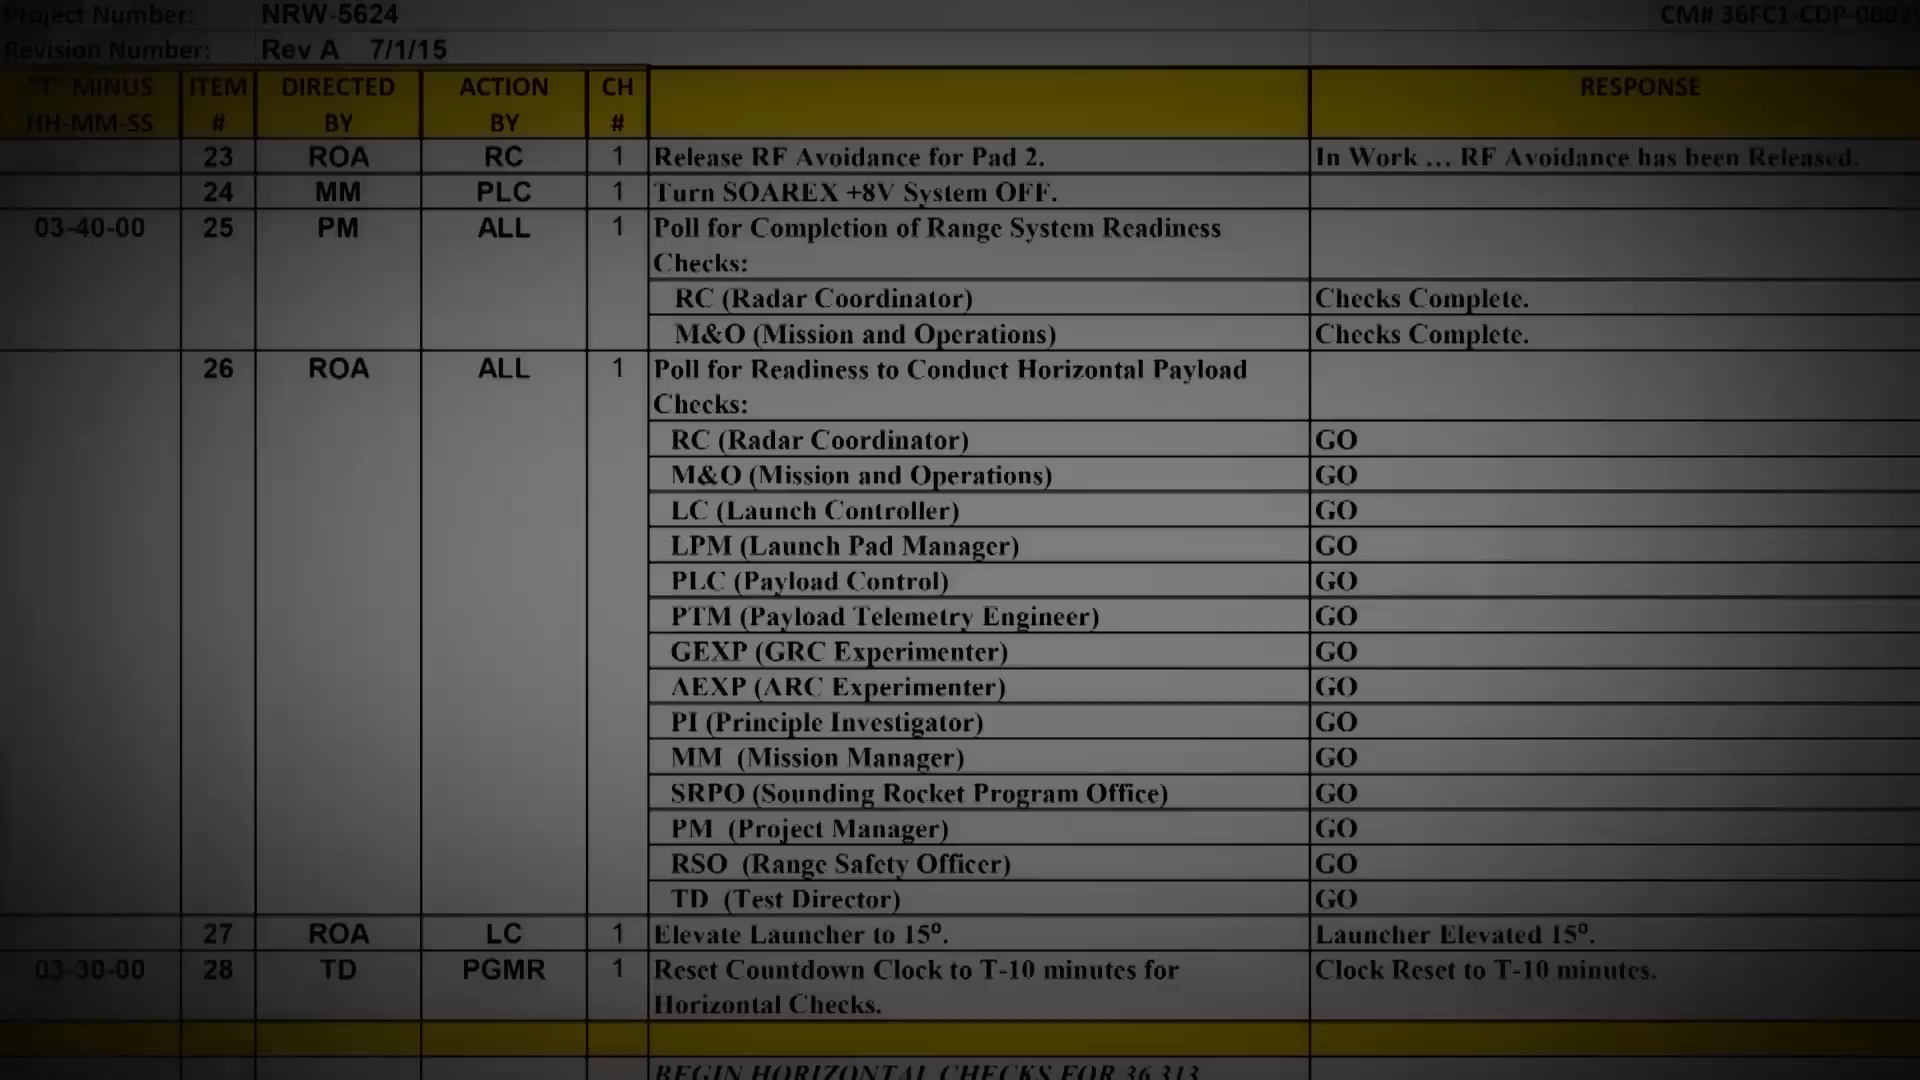 Project Number: NRW-5624 CM# 36FC1-CDP-0002
Revision Number: Rev A 7/1/15
"T" MINUS ITEM DIRECTED ACTION CH RESPONSE
HH-MM-SS # BY BY #
23 ROA RC 1 Release RF Avoidance for Pad 2. In Work ... RF Avoidance has been Released.
24 MM PLC 1 Turn SOAREX +8V System OFF.
03-40-00 25 PM ALL 1 Poll for Completion of Range System Readiness
Checks:
RC (Radar Coordinator) Checks Complete.
M&O (Mission and Operations) Checks Complete.
26 ROA ALL 1 Poll for Readiness to Conduct Horizontal Payload
Checks:
RC (Radar Coordinator) GO
M&O (Mission and Operations) GO
LC (Launch Controller) GO
LPM (Launch Pad Manager) GO
PLC (Payload Control) GO
PTM (Payload Telemetry Engineer) GO
GEXP (GRC Experimenter) GO
AEXP (ARC Experimenter) GO
PI (Principle Investigator) GO
MM (Mission Manager) GO
SRPO (Sounding Rocket Program Office) GO
PM (Project Manager) GO
RSO (Range Safety Officer) GO
TD (Test Director) GO
27 ROA LC 1 Elevate Launcher to 15º. Launcher Elevated 15º.
03-30-00 28 TD PGMR 1 Reset Countdown Clock to T-10 minutes for Clock Reset to T-10 minutes.
Horizontal Checks.
BEGIN HORIZONTAL CHECKS FOR 36.313